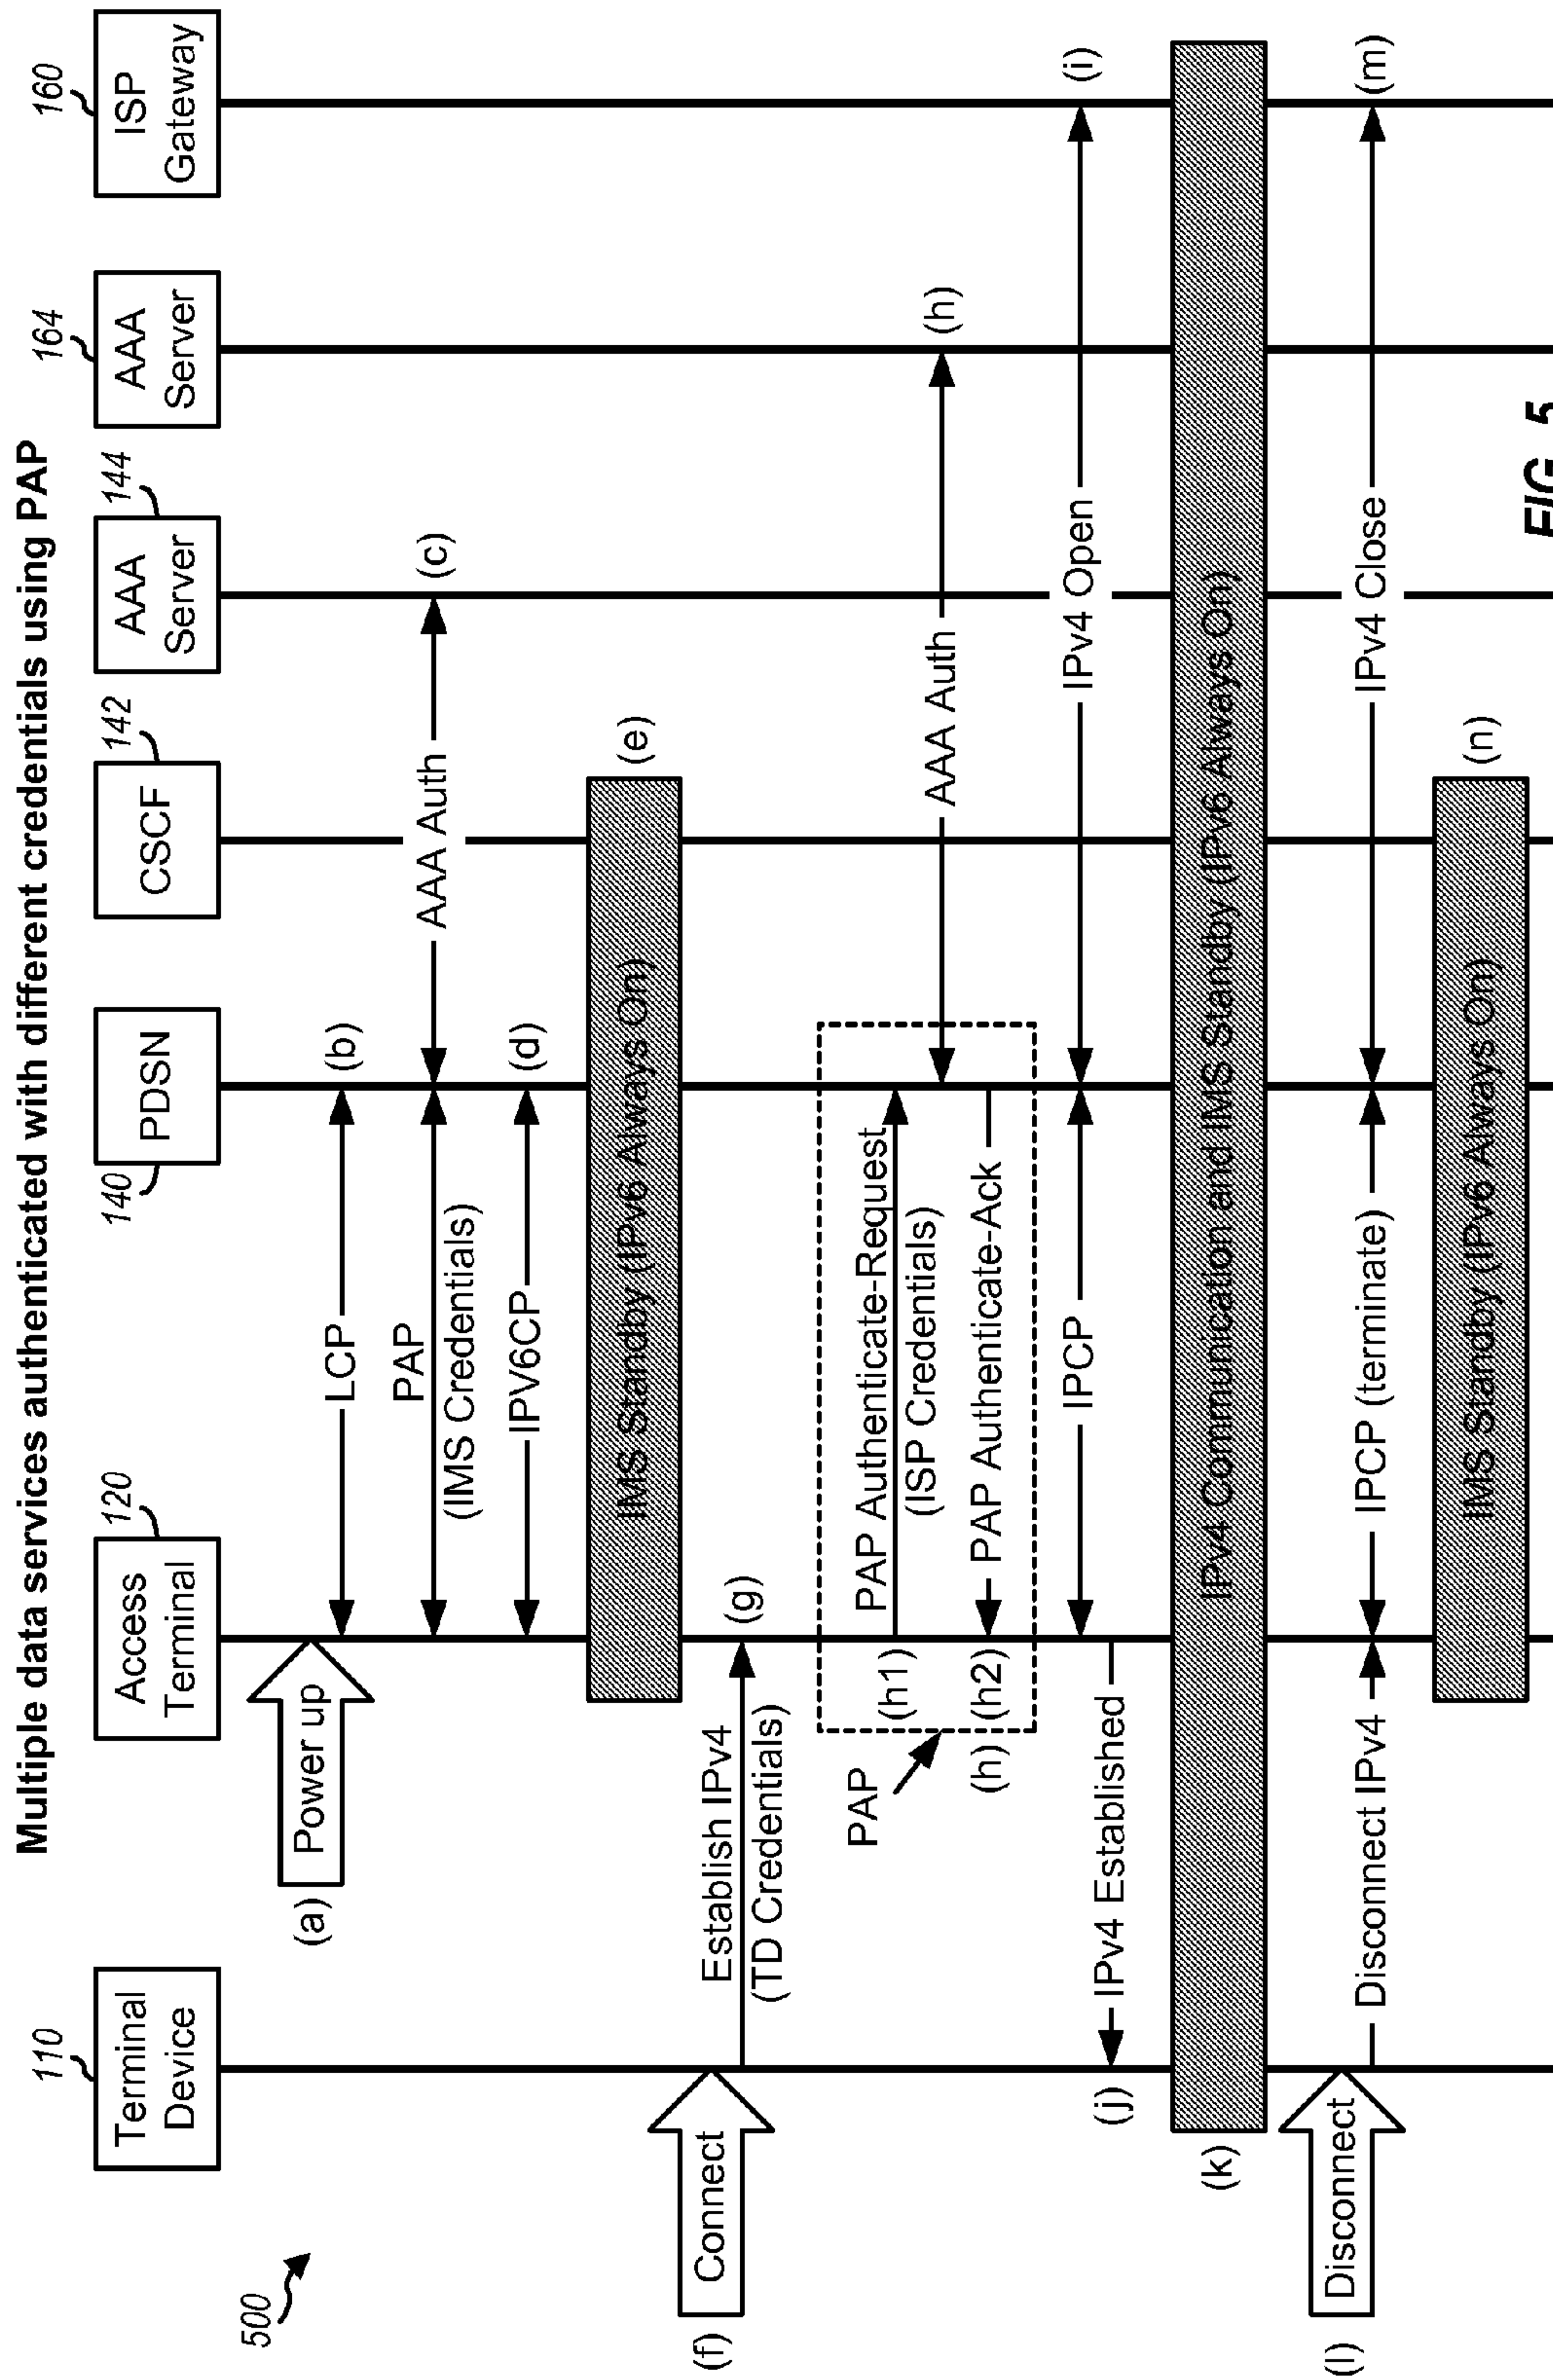 Multiple data services authenticated with different credentials using PAP
500
110
Terminal
Device
120
Access
Terminal
140
PDSN
142
CSCF
144
AAA
Server
164
AAA
Server
160
ISP
Gateway
(a)
Power up
LCP
(b)
PAP
(IMS Credentials)
AAA Auth
(c)
IPV6CP
(d)
IMS Standby (IPv6 Always On)
(e)
(f)
Connect
Establish IPv4
(TD Credentials)
(g)
PAP
(h)
(h1)
PAP Authenticate-Request
(ISP Credentials)
AAA Auth
(h)
(h2)
PAP Authenticate-Ack
IPCP
IPv4 Open
(i)
(j)
IPv4 Established
(k)
IPv4 Communication and IMS Standby (IPv6 Always On)
(l)
Disconnect
Disconnect IPv4
IPCP (terminate)
IPv4 Close
(m)
IMS Standby (IPv6 Always On)
(n)
FIG. 5